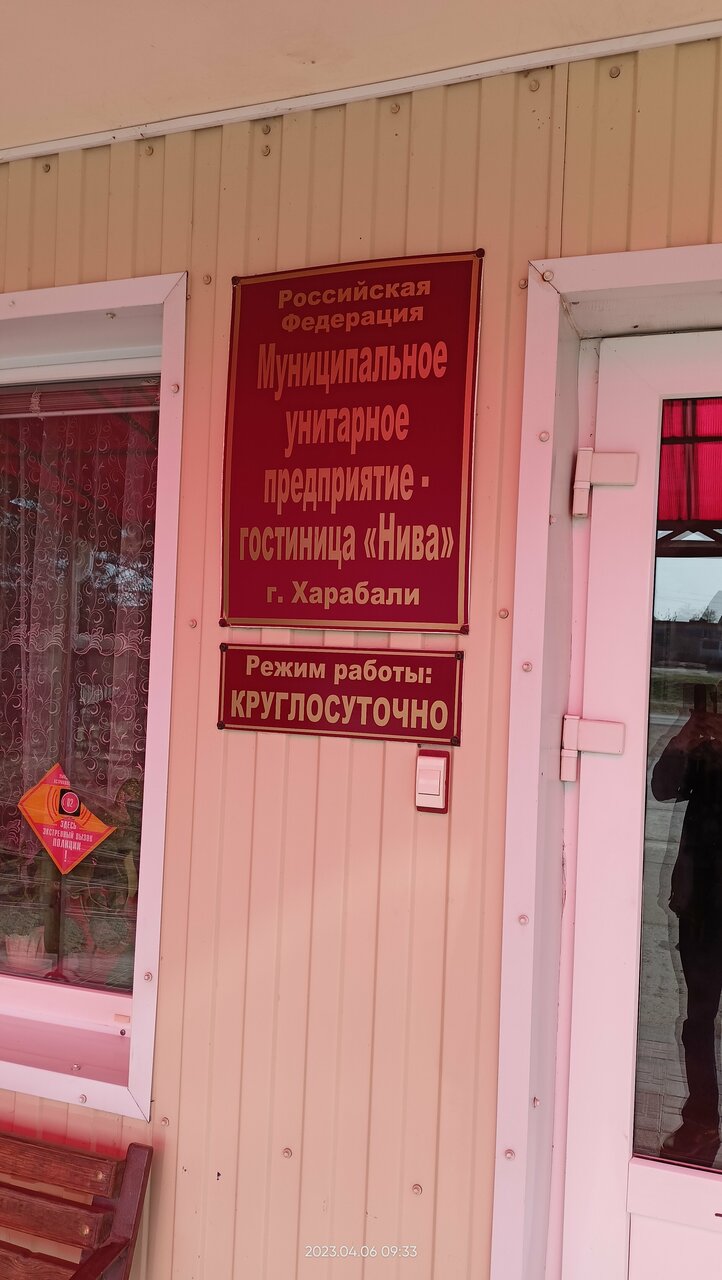 Российская
Федерация
Муниципальное
унитарное
предприятие -
гостиница «Нива»
г. Харабали
Режим работы:
КРУГЛОСУТОЧНО
02
ЗДЕСЬ
ЭКСТРЕННЫЙ ВЫЗОВ
ПОЛИЦИИ
!
2023.04.06 09:33